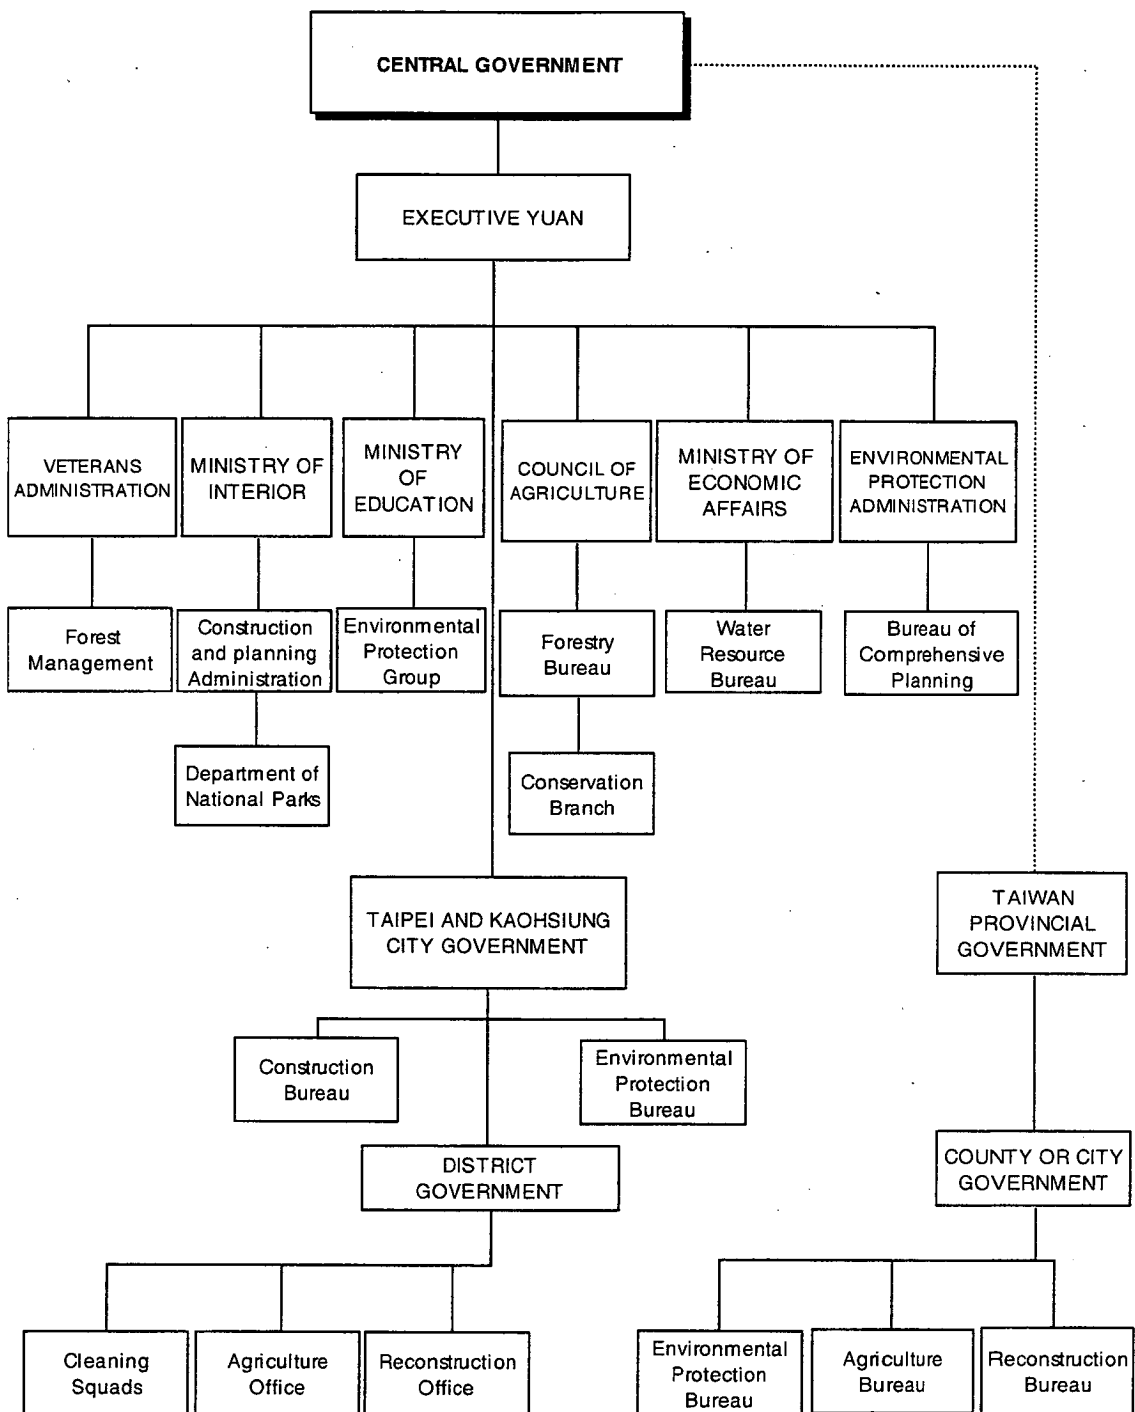 CENTRAL GOVERNMENT
EXECUTIVE YUAN
VETERANS
ADMINISTRATION
MINISTRY OF
INTERIOR
MINISTRY
OF
EDUCATION
COUNCIL OF
AGRICULTURE
MINISTRY OF
ECONOMIC
AFFAIRS
ENVIRONMENTAL
PROTECTION
ADMINISTRATION
Forest
Management
Construction
and planning
Administration
Environmental
Protection
Group
Forestry
Bureau
Water
Resource
Bureau
Bureau of
Comprehensive
Planning
Department of
National Parks
Conservation
Branch
TAIPEI AND KAOHSIUNG
CITY GOVERNMENT
TAIWAN
PROVINCIAL
GOVERNMENT
Construction
Bureau
Environmental
Protection
Bureau
DISTRICT
GOVERNMENT
COUNTY OR CITY
GOVERNMENT
Cleaning
Squads
Agriculture
Office
Reconstruction
Office
Environmental
Protection
Bureau
Agriculture
Bureau
Reconstruction
Bureau